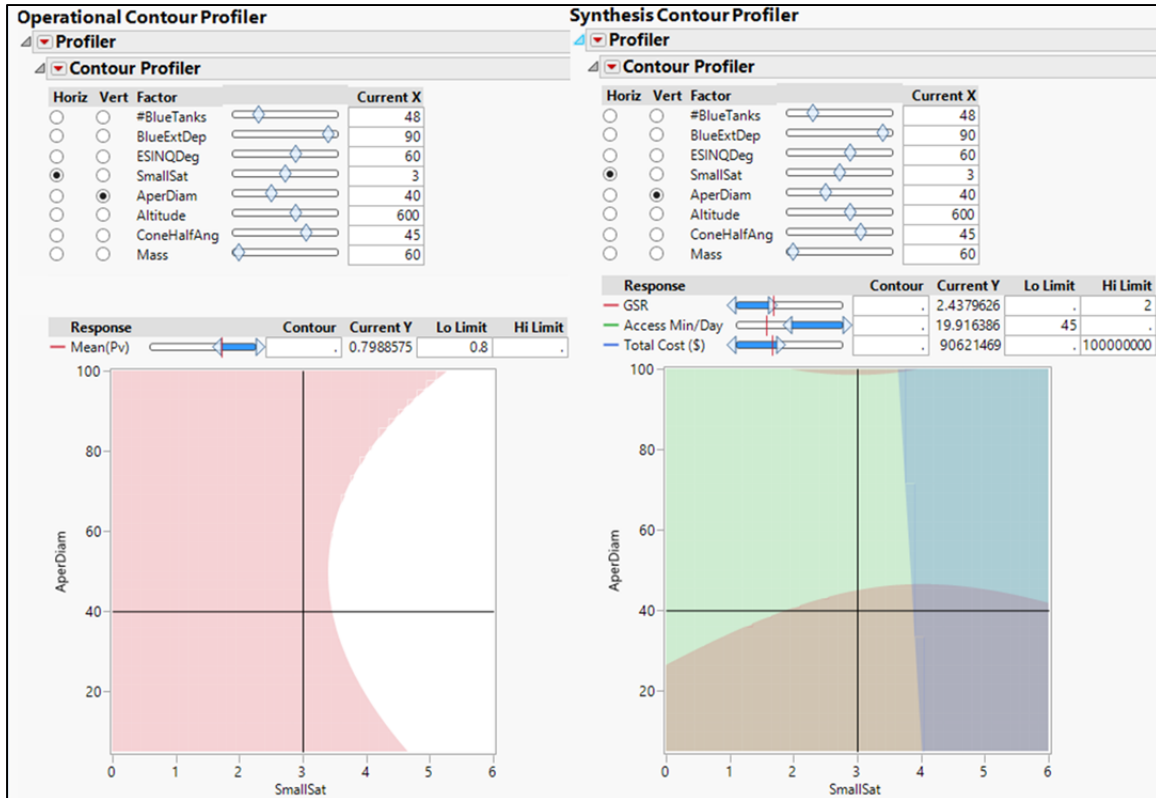 Operational Contour Profiler
Profiler
Contour Profiler
Horiz Vert Factor Current X
#BlueTanks 48
BlueExtDep 90
ESINQDeg 60
SmallSat 3
AperDiam 40
Altitude 600
ConeHalfAng 45
Mass 60
Response Contour Current Y Lo Limit Hi Limit
Mean(Pv) . 0.7988575 0.8 .
100
80
60
40
20
AperDiam
0 1 2 3 4 5 6
SmallSat
Synthesis Contour Profiler
Profiler
Contour Profiler
Horiz Vert Factor Current X
#BlueTanks 48
BlueExtDep 90
ESINQDeg 60
SmallSat 3
AperDiam 40
Altitude 600
ConeHalfAng 45
Mass 60
Response Contour Current Y Lo Limit Hi Limit
GSR . 2.4379626 . 2
Access Min/Day . 19.916386 45 .
Total Cost ($) . 90621469 . 100000000
100
80
60
40
20
AperDiam
0 1 2 3 4 5 6
SmallSat